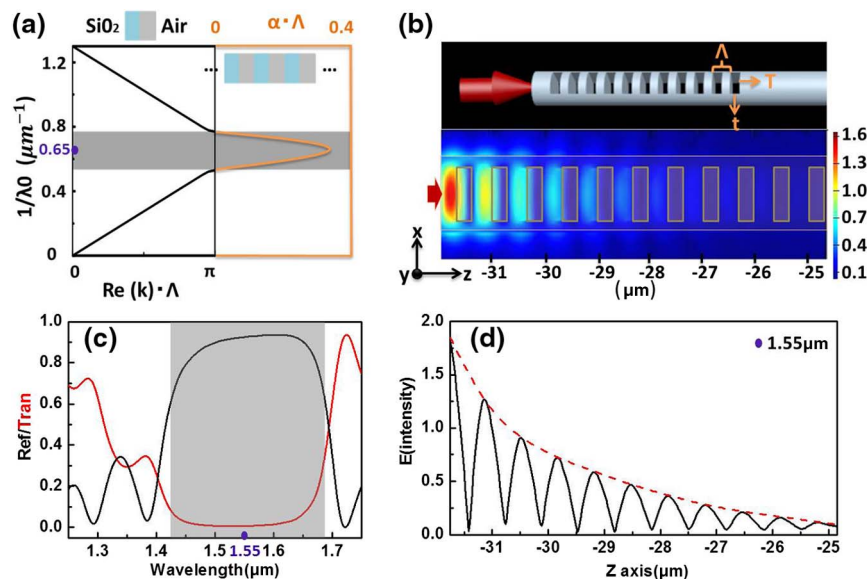 (a)
SiO₂ Air
0 α·Λ 0.4
... ...
1.2
0.8
0.65
0.4
0
1/λ0 (μm⁻¹)
0 π
Re (k)·Λ
(b)
Λ
T
t
1.6
1.3
1.0
0.7
0.4
0.1
x
y z
-31 -30 -29 -28 -27 -26 -25
(μm)
(c)
1.0
0.8
0.6
0.4
0.2
0.0
Ref/Tran
1.3 1.4 1.5 1.55 1.6 1.7
Wavelength(μm)
(d)
1.55μm
2.0
1.5
1.0
0.5
0.0
E(intensity)
-31 -30 -29 -28 -27 -26 -25
Z axis(μm)